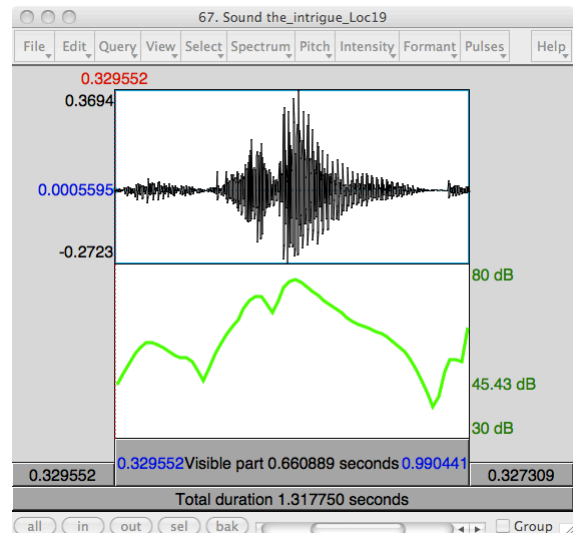 67. Sound the_intrigue_Loc19
File Edit Query View Select Spectrum Pitch Intensity Formant Pulses Help
0.329552
0.3694
0.0005595
-0.2723
80 dB
45.43 dB
30 dB
0.329552 Visible part 0.660889 seconds 0.990441
0.329552 0.327309
Total duration 1.317750 seconds
all in out sel bak Group